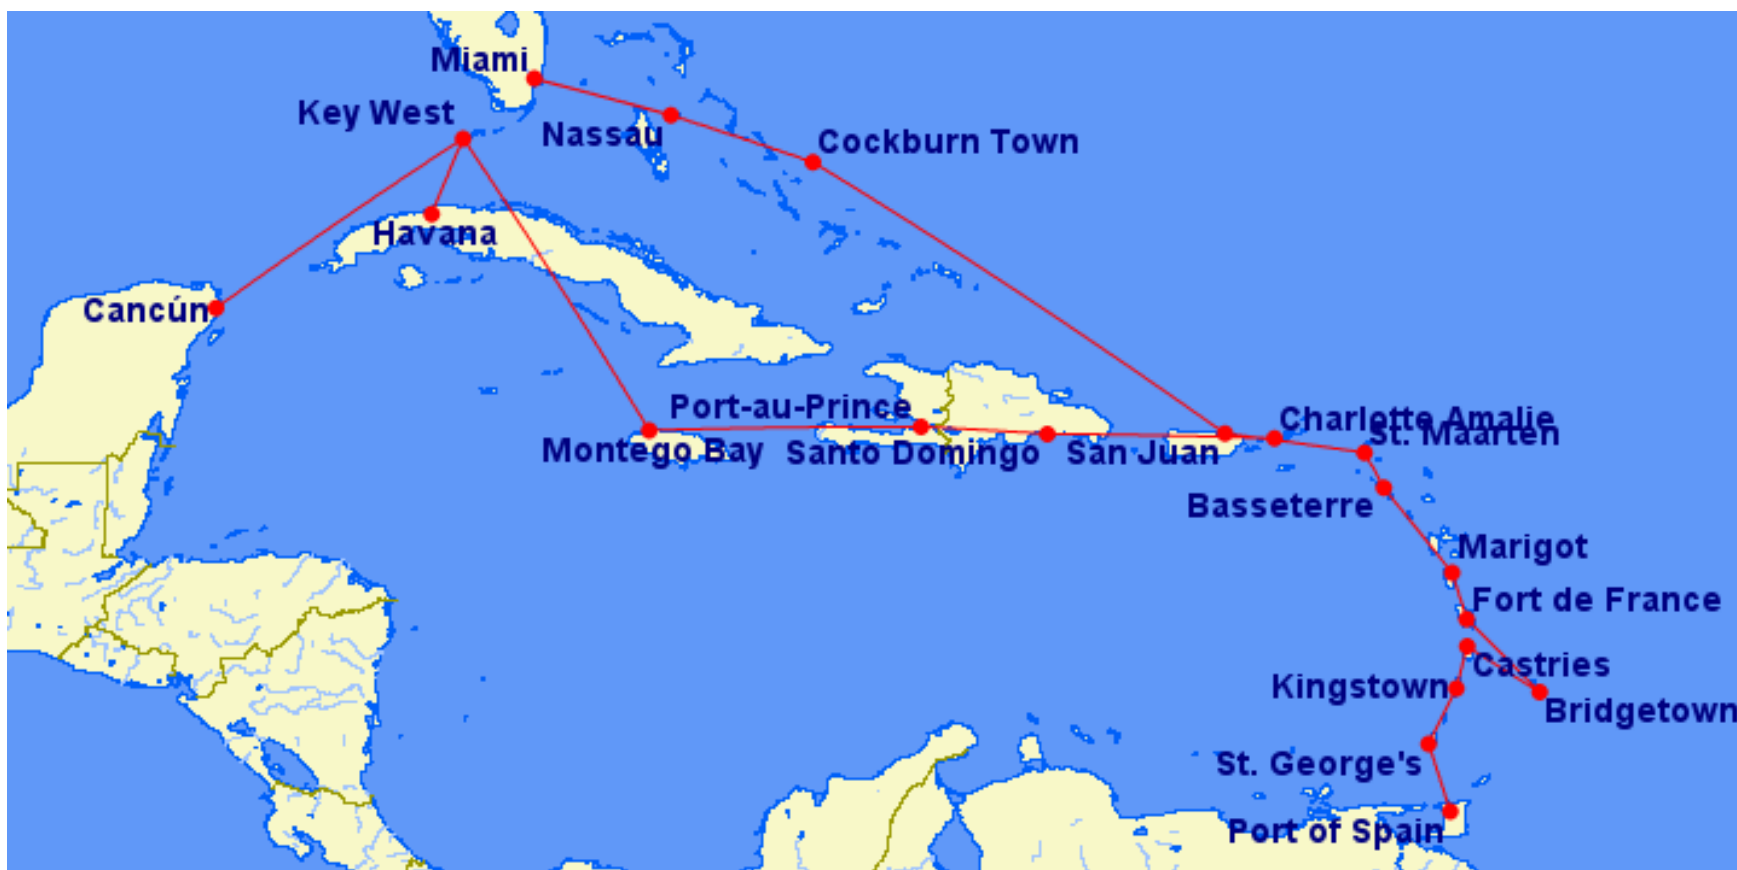 Miami
Key West
Nassau
Cockburn Town
Havana
Cancún
Port-au-Prince
Charlotte Amalie
St. Maarten
Montego Bay
Santo Domingo
San Juan
Basseterre
Marigot
Fort de France
Castries
Kingstown
Bridgetown
St. George's
Port of Spain